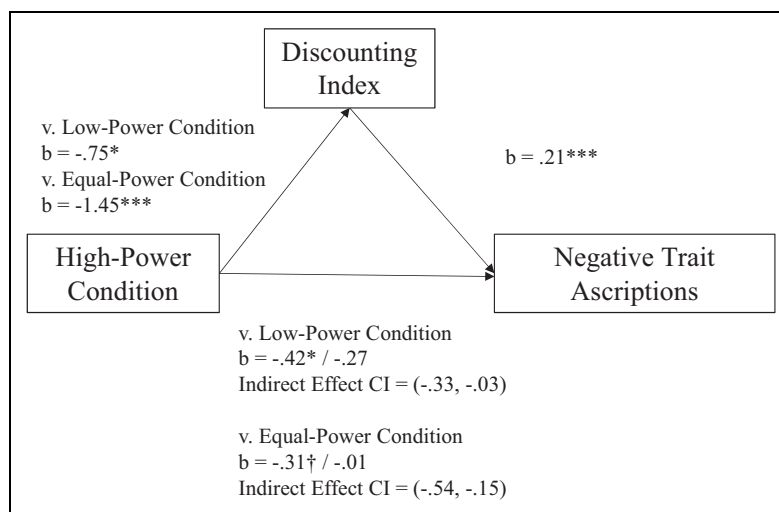 Discounting
Index
v. Low-Power Condition
b = -.75*
v. Equal-Power Condition
b = -1.45***
b = .21***
High-Power
Condition
Negative Trait
Ascriptions
v. Low-Power Condition
b = -.42* / -.27
Indirect Effect CI = (-.33, -.03)
v. Equal-Power Condition
b = -.31† / -.01
Indirect Effect CI = (-.54, -.15)